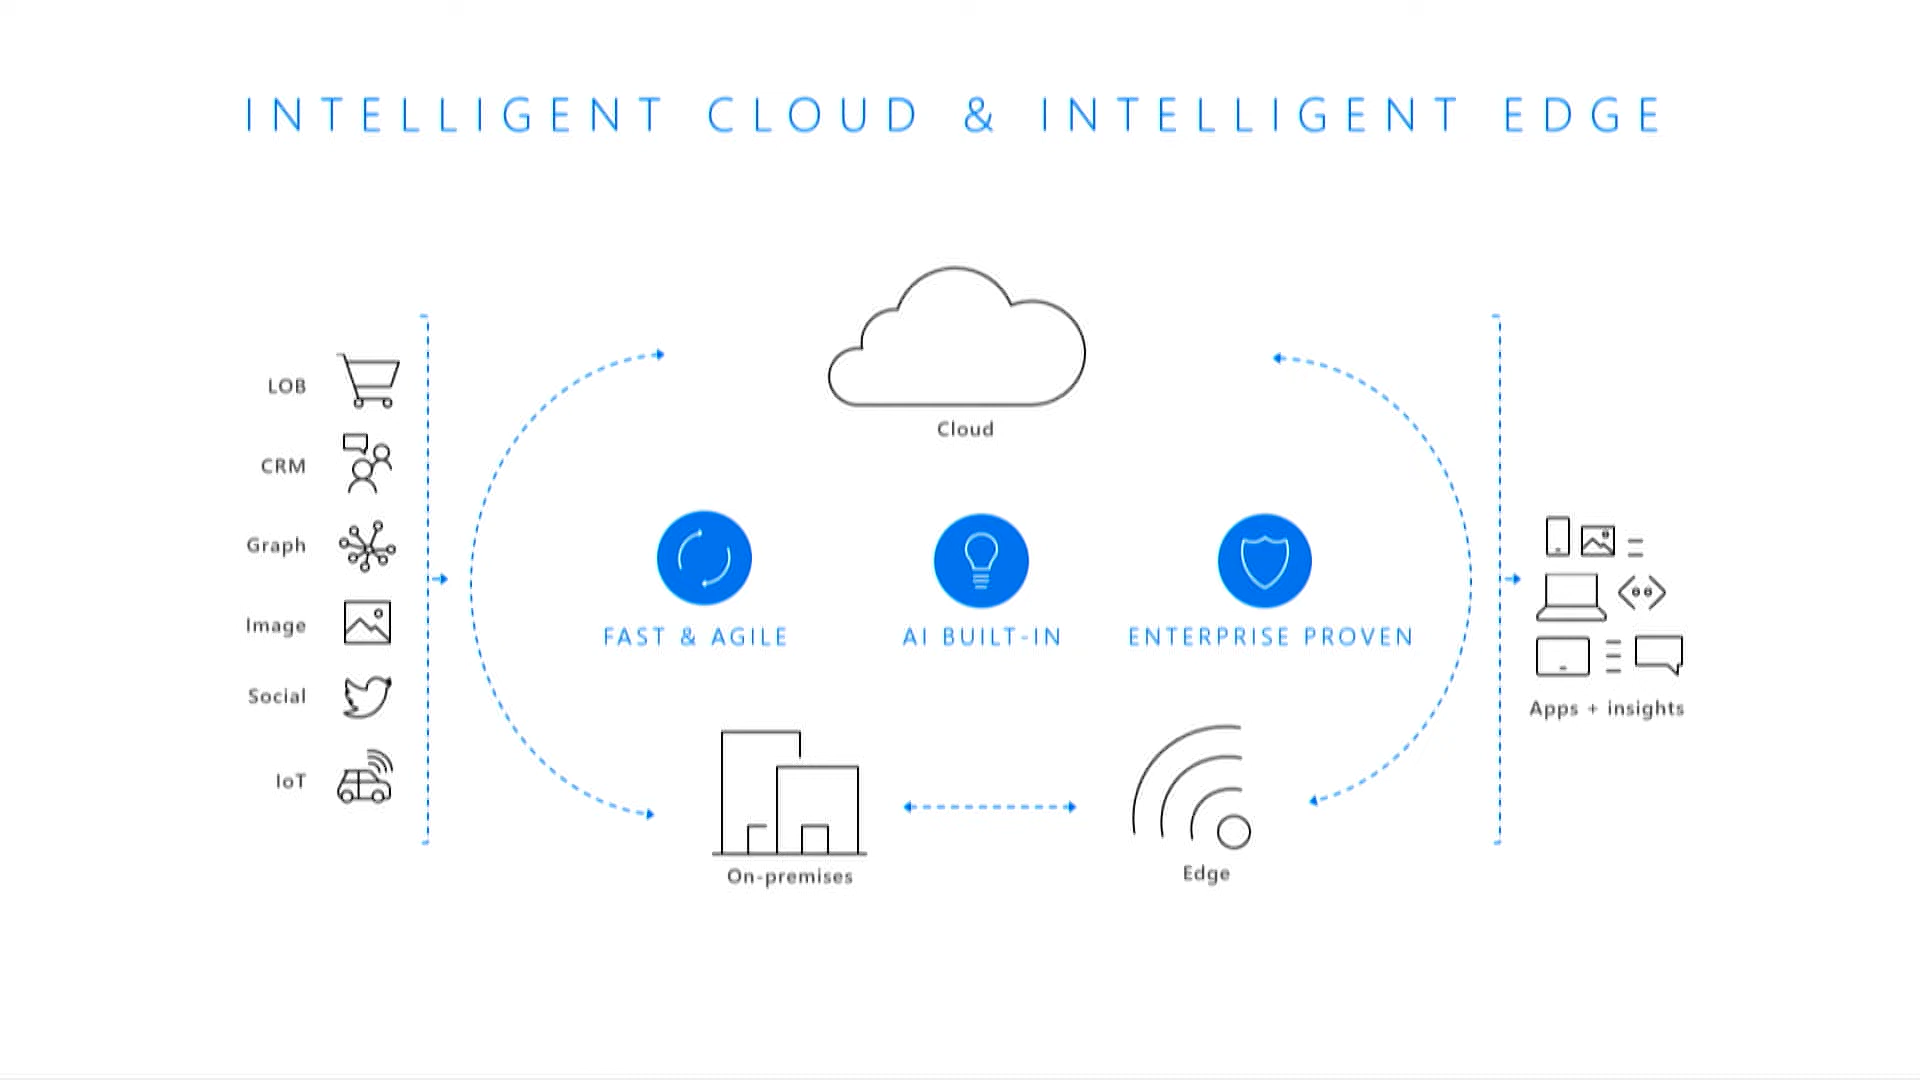 INTELLIGENT CLOUD & INTELLIGENT EDGE
Cloud
LOB
CRM
Graph
Image
Social
IoT
FAST & AGILE
AI BUILT-IN
ENTERPRISE PROVEN
On-premises
Edge
Apps + insights